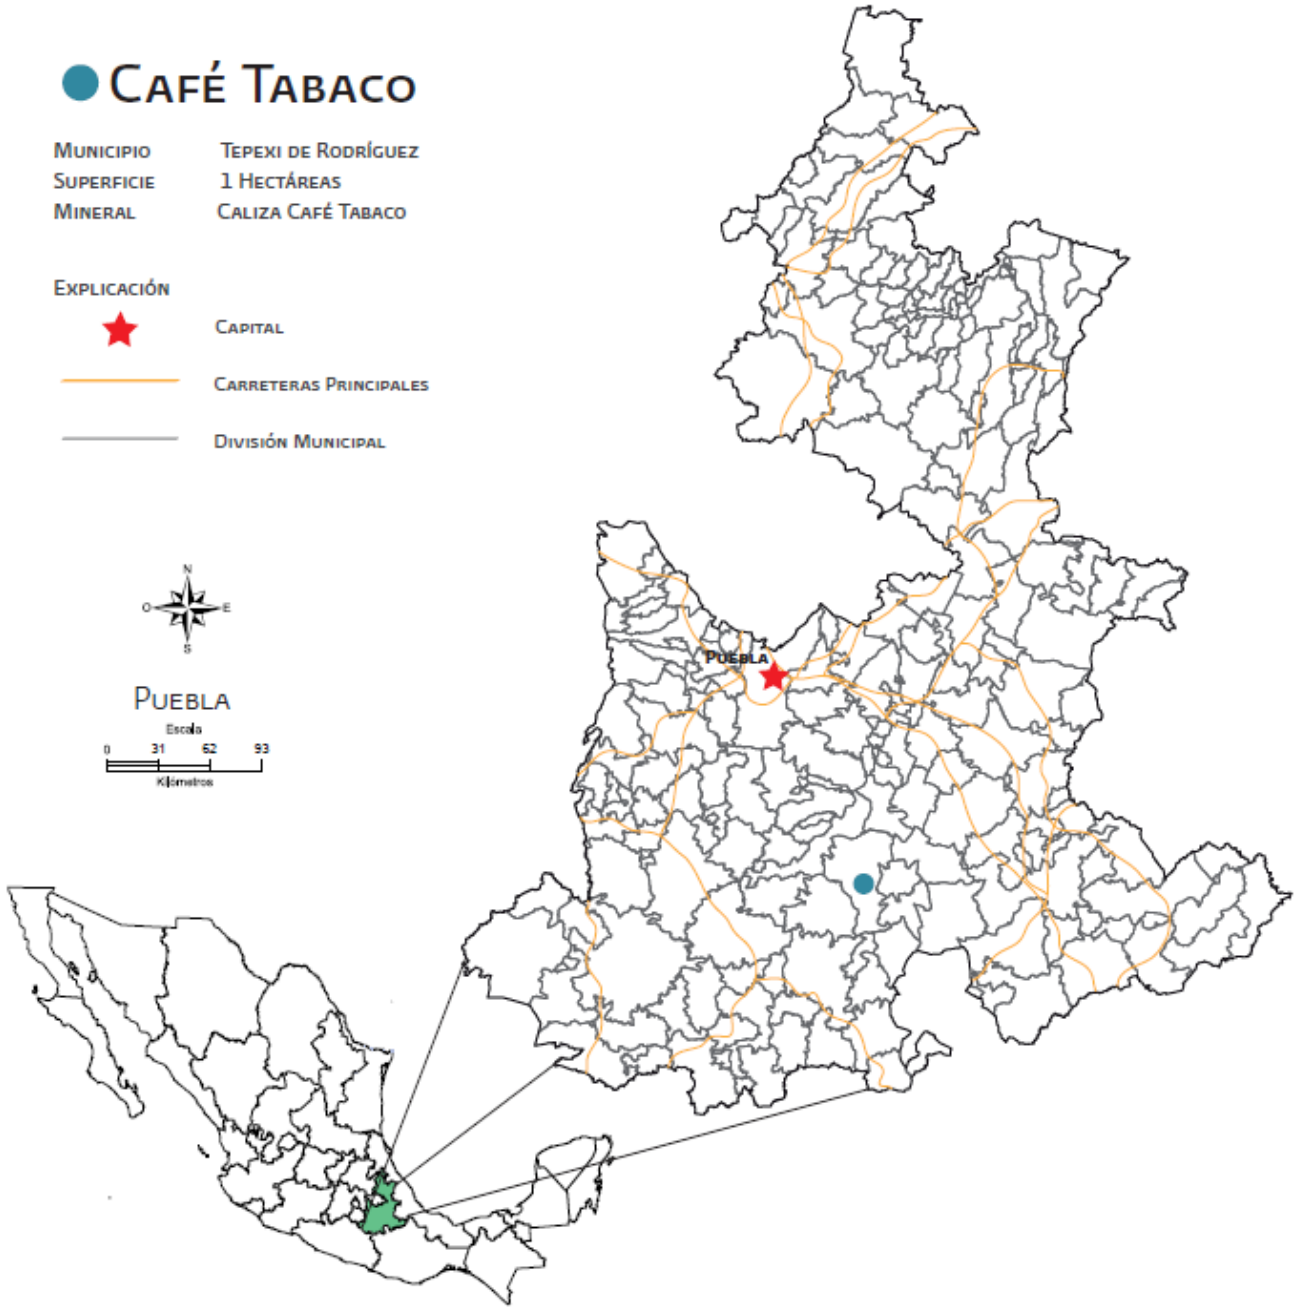 Café Tabaco
Municipio Tepexi de Rodríguez
Superficie 1 Hectáreas
Mineral Caliza Café Tabaco
Explicación
Capital
Carreteras Principales
División Municipal
N
O E
S
Puebla
Escala
0 31 62 93
Kilómetros
Puebla